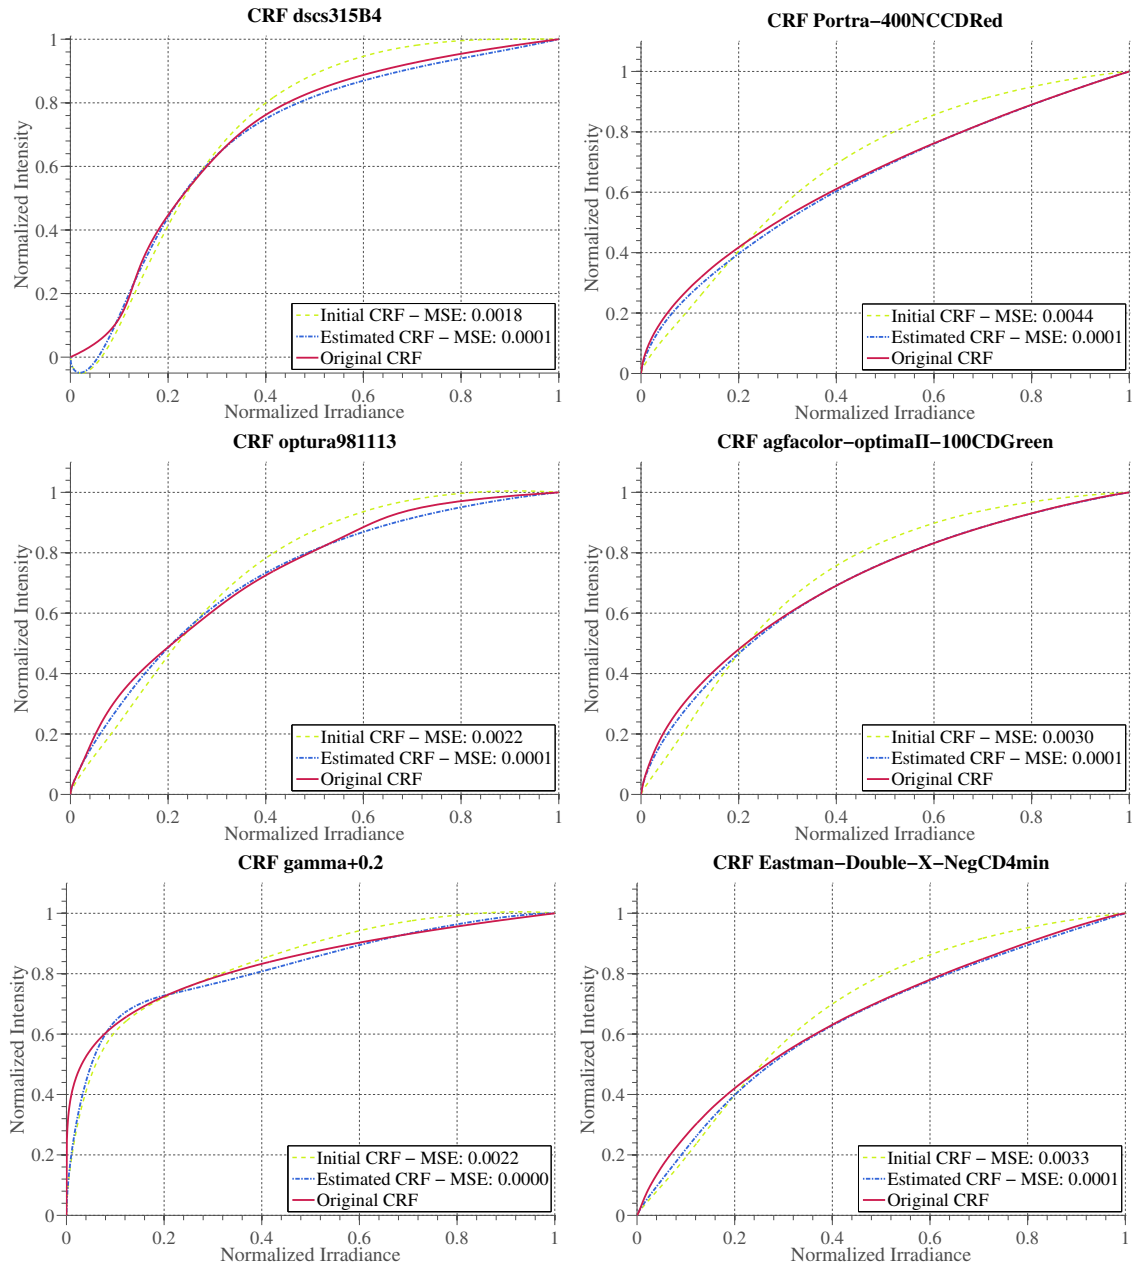 CRF dscs315B4
1
0.8
0.6
0.4
0.2
0
Normalized Intensity
Initial CRF − MSE: 0.0018
Estimated CRF − MSE: 0.0001
Original CRF
0 0.2 0.4 0.6 0.8 1
Normalized Irradiance
CRF Portra−400NCCDRed
1
0.8
0.6
0.4
0.2
0
Normalized Intensity
Initial CRF − MSE: 0.0044
Estimated CRF − MSE: 0.0001
Original CRF
0 0.2 0.4 0.6 0.8 1
Normalized Irradiance
CRF optura981113
1
0.8
0.6
0.4
0.2
0
Normalized Intensity
Initial CRF − MSE: 0.0022
Estimated CRF − MSE: 0.0001
Original CRF
0 0.2 0.4 0.6 0.8 1
Normalized Irradiance
CRF agfacolor−optimaII−100CDGreen
1
0.8
0.6
0.4
0.2
0
Normalized Intensity
Initial CRF − MSE: 0.0030
Estimated CRF − MSE: 0.0001
Original CRF
0 0.2 0.4 0.6 0.8 1
Normalized Irradiance
CRF gamma+0.2
1
0.8
0.6
0.4
0.2
0
Normalized Intensity
Initial CRF − MSE: 0.0022
Estimated CRF − MSE: 0.0000
Original CRF
0 0.2 0.4 0.6 0.8 1
Normalized Irradiance
CRF Eastman−Double−X−NegCD4min
1
0.8
0.6
0.4
0.2
0
Normalized Intensity
Initial CRF − MSE: 0.0033
Estimated CRF − MSE: 0.0001
Original CRF
0 0.2 0.4 0.6 0.8 1
Normalized Irradiance